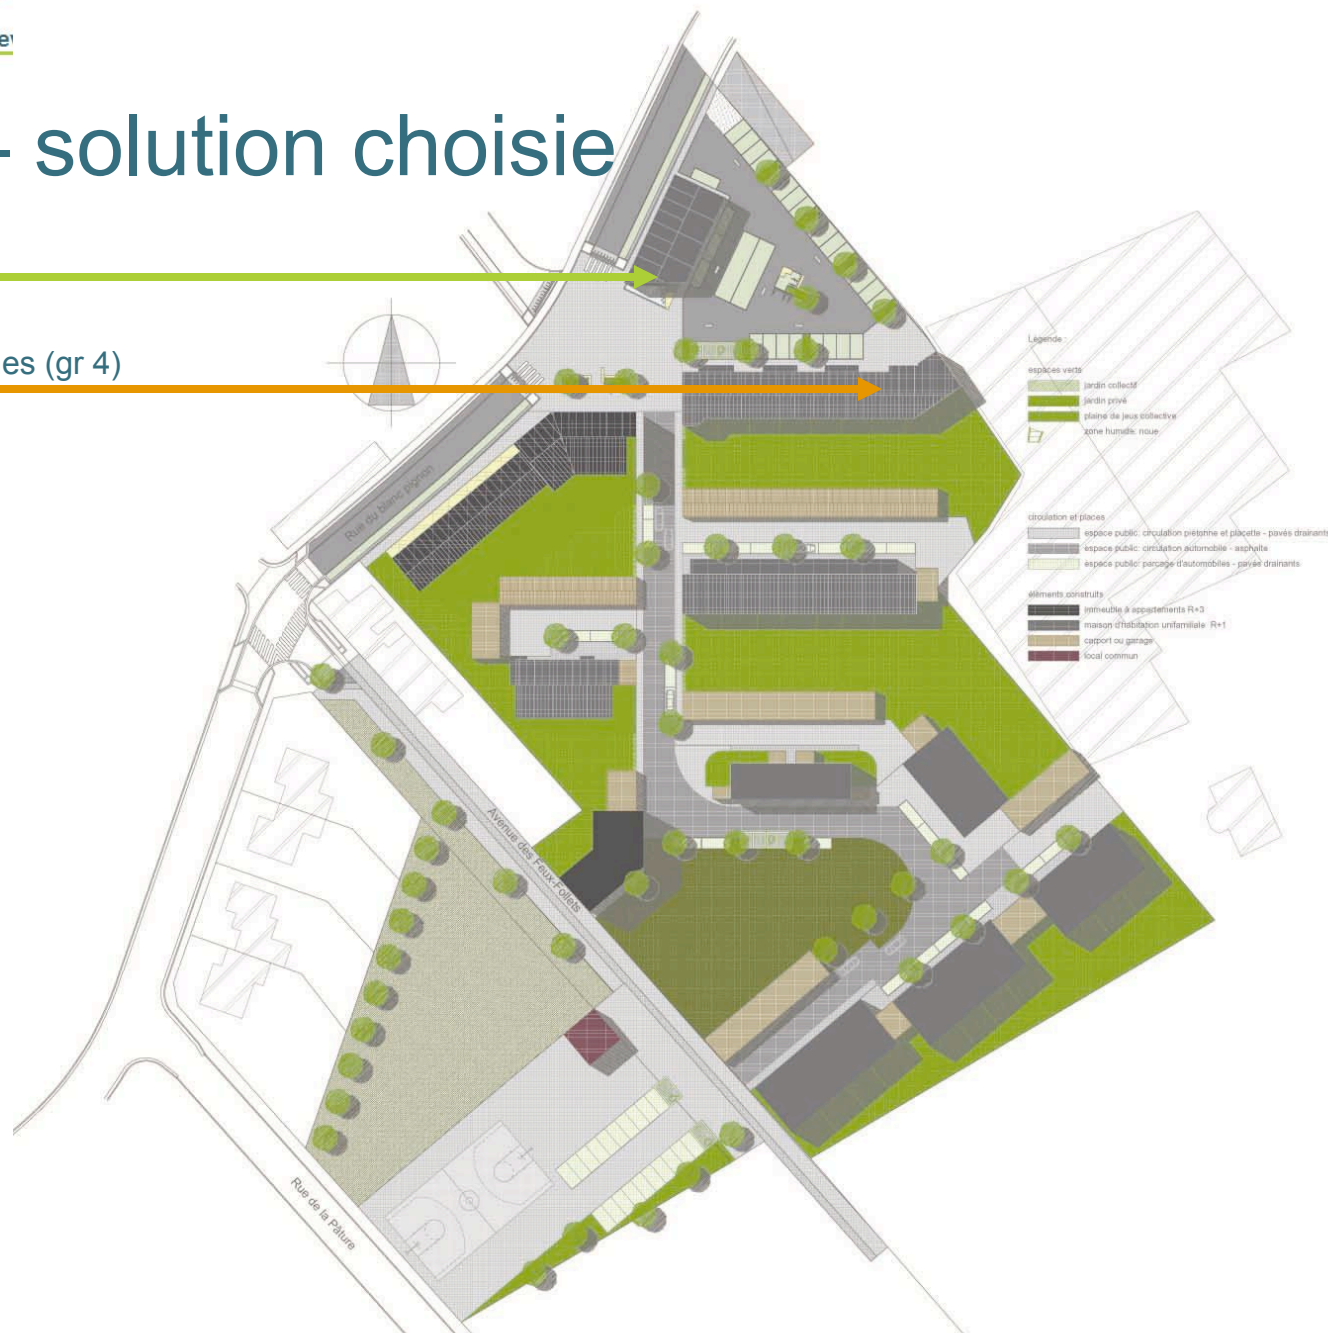 - solution choisie
es (gr 4)
Légende :
espaces verts
jardin collectif
jardin privé
plaine de jeux collective
zone humide: noue
circulation et places
espace public: circulation piétonne et placette - pavés drainants
espace public: circulation automobile - asphalte
espace public: parcage d'automobiles - pavés drainants
éléments construits
immeuble à appartements R+3
maison d'habitation unifamiliale R+1
carport ou garage
local commun
Rue du blanc pignon
Avenue des Feux-Follets
Rue de la Pâture